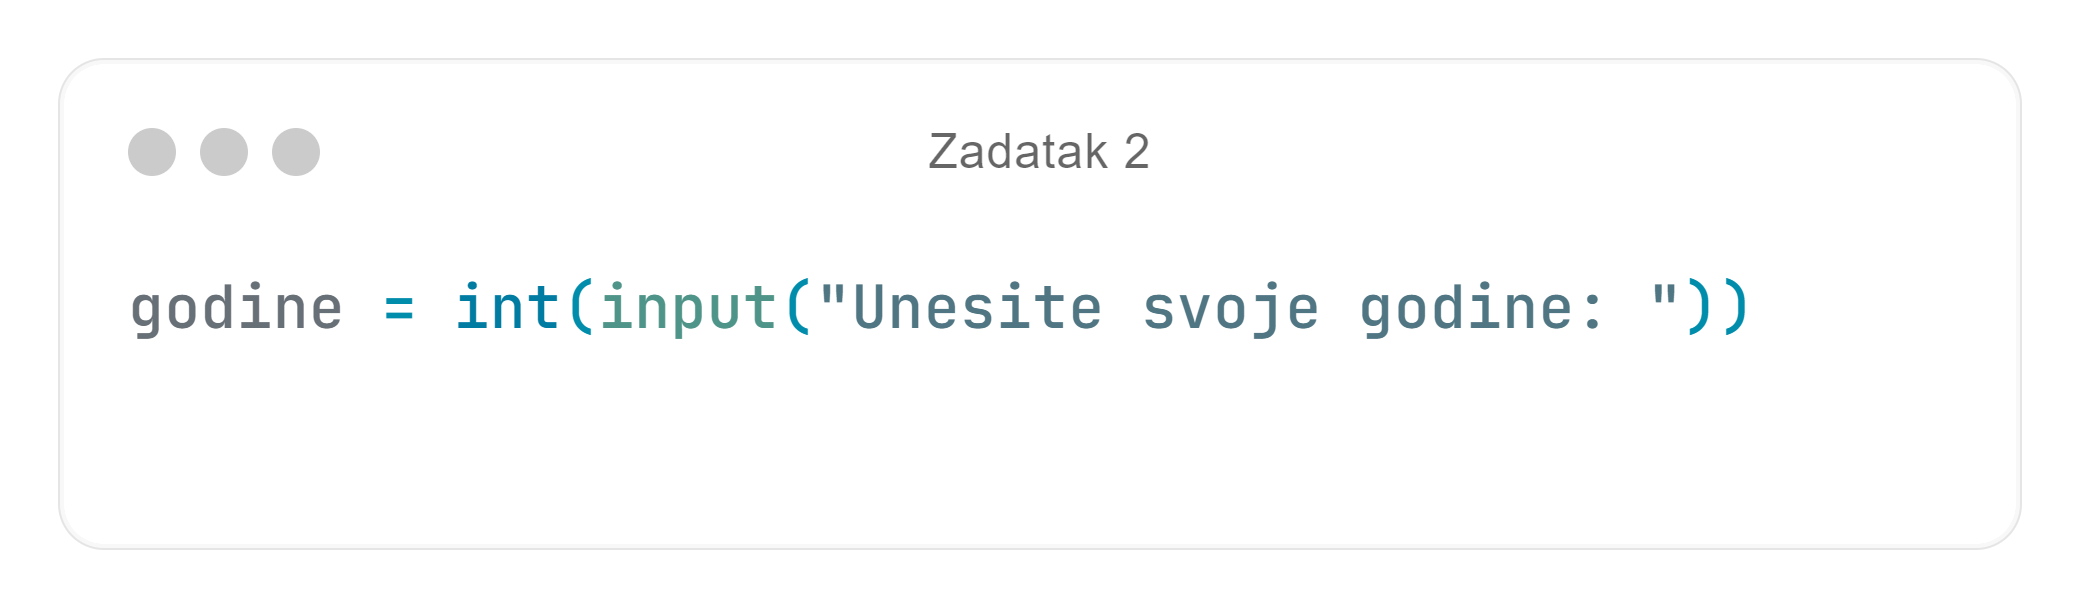 Zadatak 2
godine = int(input("Unesite svoje godine: "))